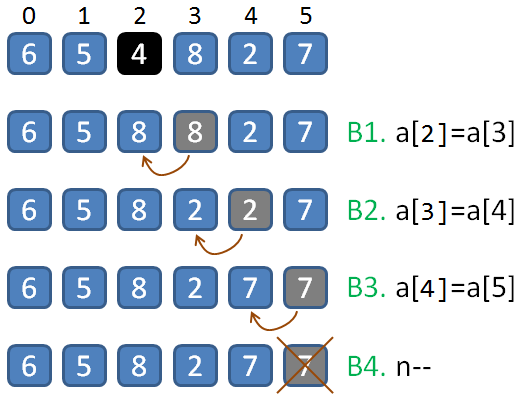 0 1 2 3 4 5
6 5 4 8 2 7
6 5 8 8 2 7 B1. a[2]=a[3]
6 5 8 2 2 7 B2. a[3]=a[4]
6 5 8 2 7 7 B3. a[4]=a[5]
6 5 8 2 7 7 B4. n--